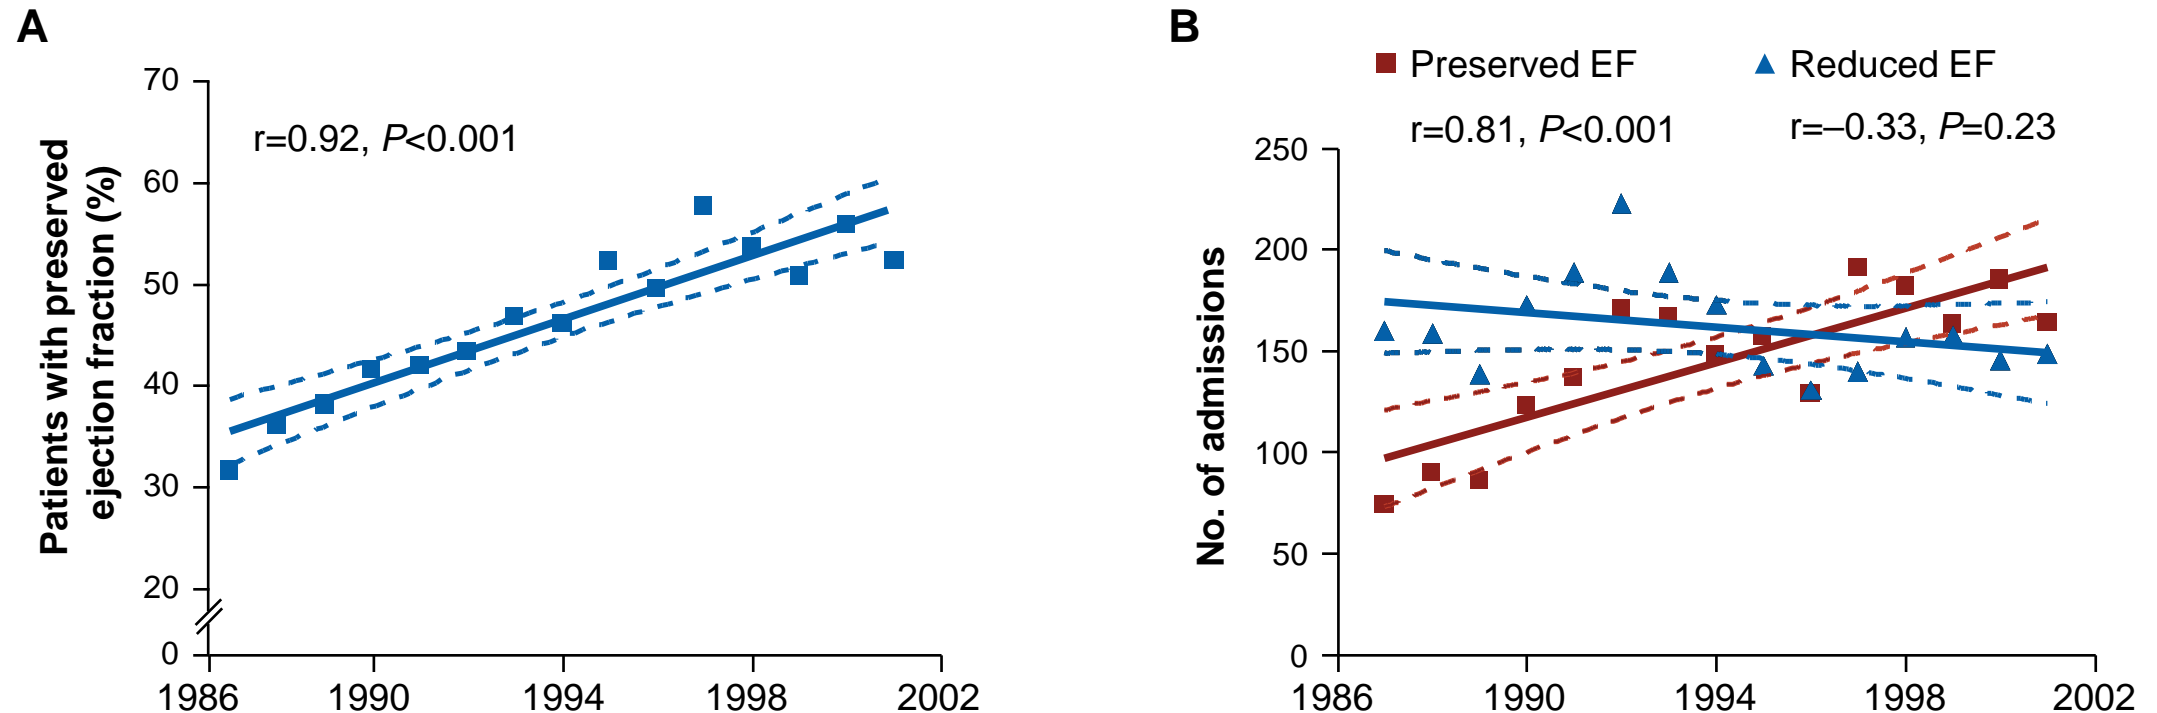 A
70
60
50
40
30
20
0
r=0.92, P<0.001
Patients with preserved
ejection fraction (%)
1986 1990 1994 1998 2002
B
Preserved EF Reduced EF
r=0.81, P<0.001 r=–0.33, P=0.23
250
200
150
100
50
0
No. of admissions
1986 1990 1994 1998 2002